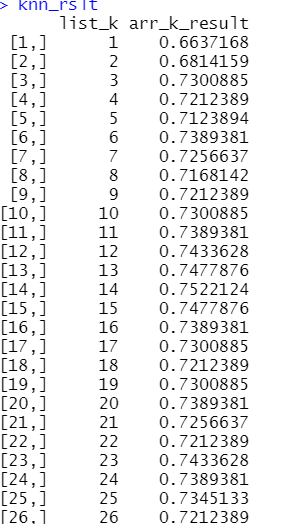 > knn_rslt
list_k arr_k_result
[1,] 1 0.6637168
[2,] 2 0.6814159
[3,] 3 0.7300885
[4,] 4 0.7212389
[5,] 5 0.7123894
[6,] 6 0.7389381
[7,] 7 0.7256637
[8,] 8 0.7168142
[9,] 9 0.7212389
[10,] 10 0.7300885
[11,] 11 0.7389381
[12,] 12 0.7433628
[13,] 13 0.7477876
[14,] 14 0.7522124
[15,] 15 0.7477876
[16,] 16 0.7389381
[17,] 17 0.7300885
[18,] 18 0.7212389
[19,] 19 0.7300885
[20,] 20 0.7389381
[21,] 21 0.7256637
[22,] 22 0.7212389
[23,] 23 0.7433628
[24,] 24 0.7389381
[25,] 25 0.7345133
[26,] 26 0.7212389